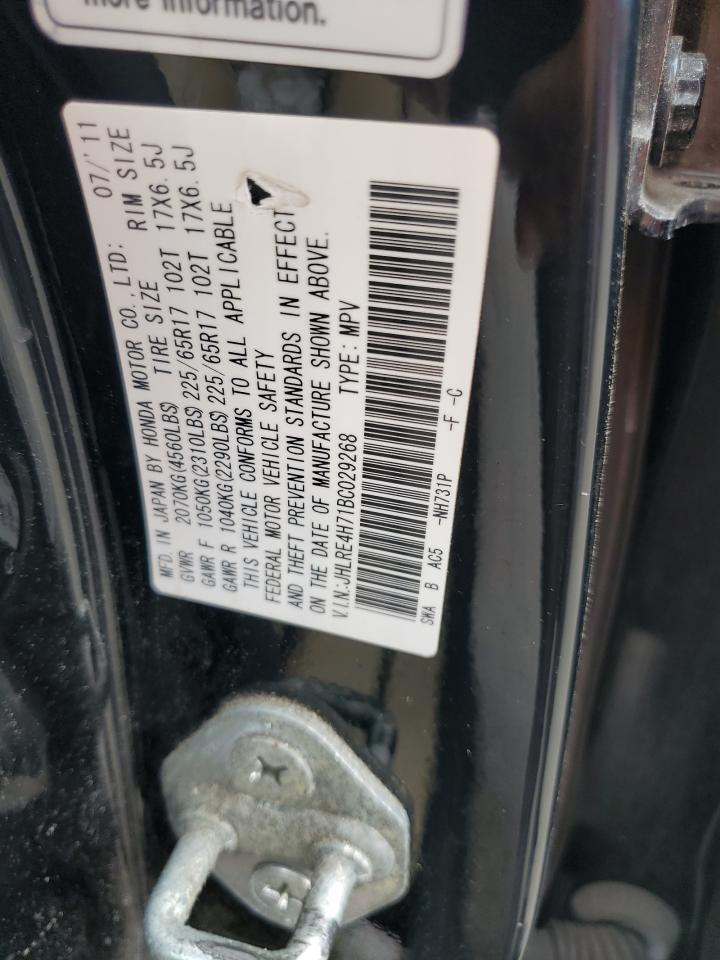 more information.
MFD. IN JAPAN BY HONDA MOTOR CO., LTD: 07/'11
GVWR 2070KG(4560LBS) TIRE SIZE RIM SIZE
GAWR F 1050KG(2310LBS) 225/65R17 102T 17X6.5J
GAWR R 1040KG(2290LBS) 225/65R17 102T 17X6.5J
THIS VEHICLE CONFORMS TO ALL APPLICABLE
FEDERAL MOTOR VEHICLE SAFETY
AND THEFT PREVENTION STANDARDS IN EFFECT
ON THE DATE OF MANUFACTURE SHOWN ABOVE.
V.I.N:JHLRE4H71BC029268 TYPE: MPV
SWA B AC5 -NH731P -F -C